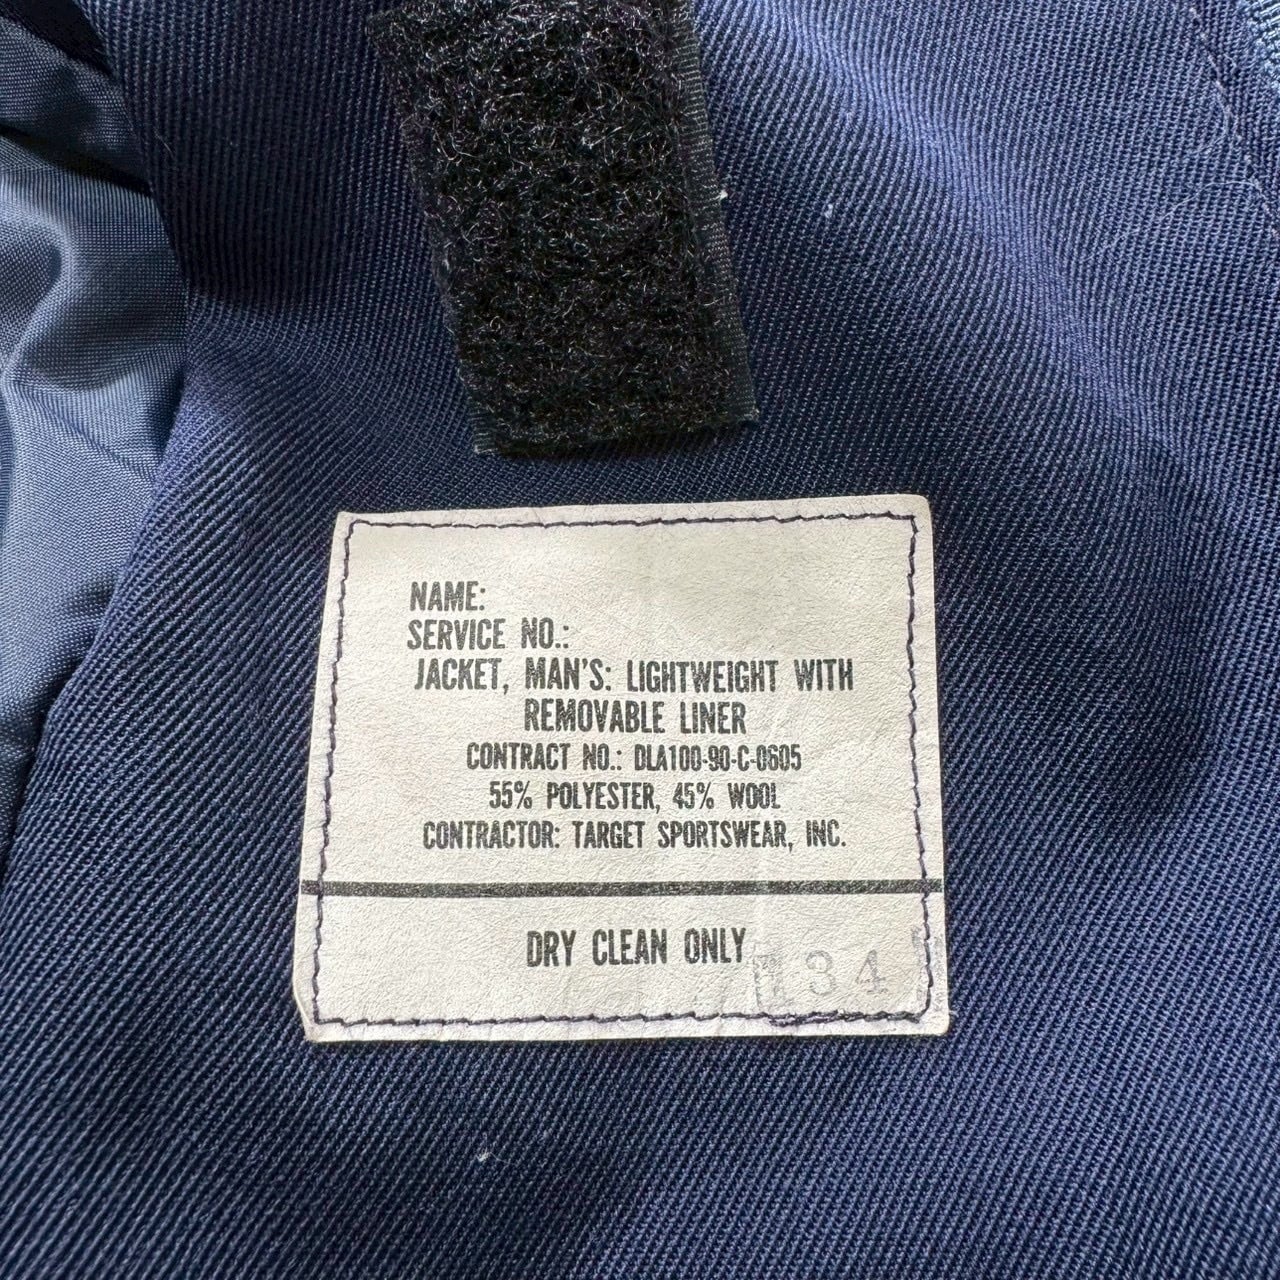 NAME:
SERVICE NO.:
JACKET, MAN'S: LIGHTWEIGHT WITH
REMOVABLE LINER
CONTRACT NO.: DLA100-90-C-0605
55% POLYESTER, 45% WOOL
CONTRACTOR: TARGET SPORTSWEAR, INC.
DRY CLEAN ONLY
134